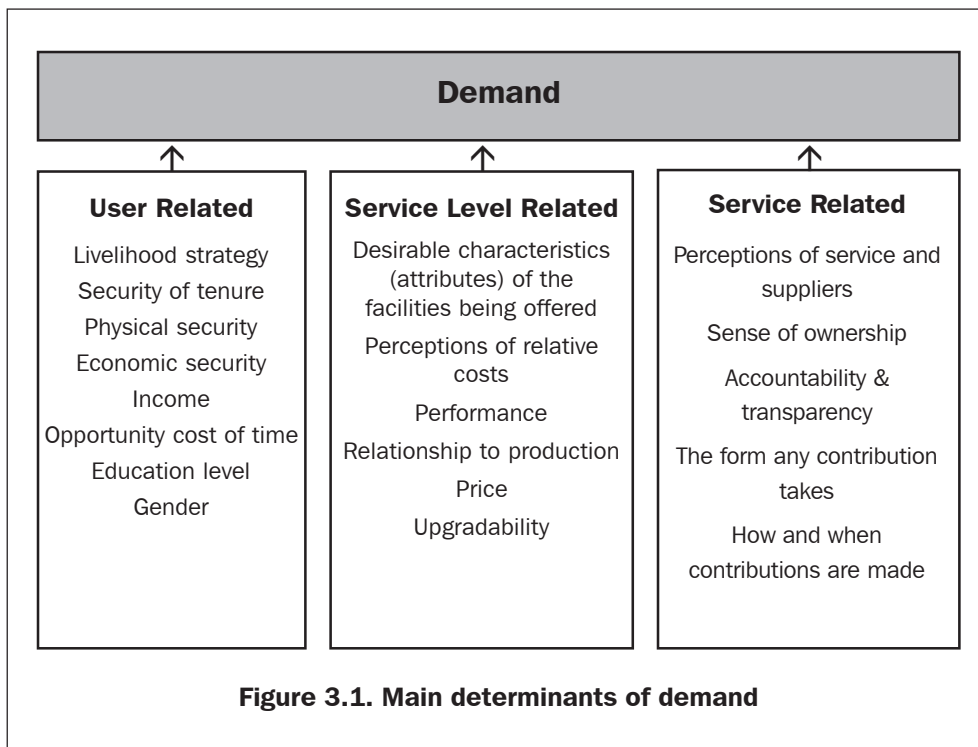 Demand
User Related
Livelihood strategy
Security of tenure
Physical security
Economic security
Income
Opportunity cost of time
Education level
Gender
Service Level Related
Desirable characteristics
(attributes) of the
facilities being offered
Perceptions of relative
costs
Performance
Relationship to production
Price
Upgradability
Service Related
Perceptions of service and
suppliers
Sense of ownership
Accountability &
transparency
The form any contribution
takes
How and when
contributions are made
Figure 3.1. Main determinants of demand